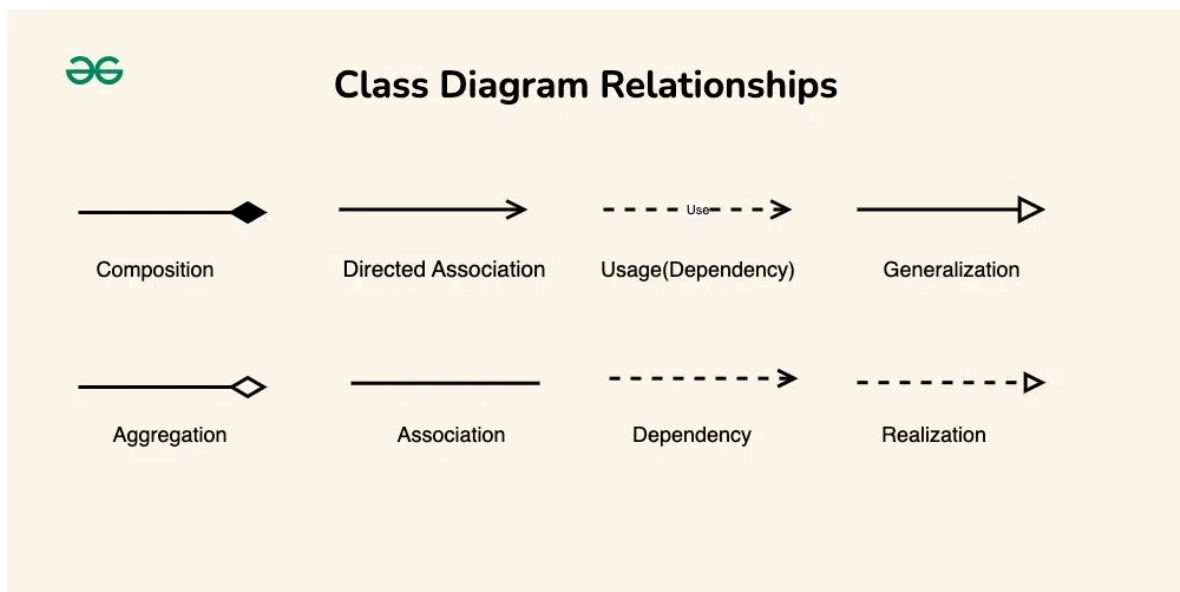 Class Diagram Relationships
Composition
Directed Association
Use
Usage(Dependency)
Generalization
Aggregation
Association
Dependency
Realization